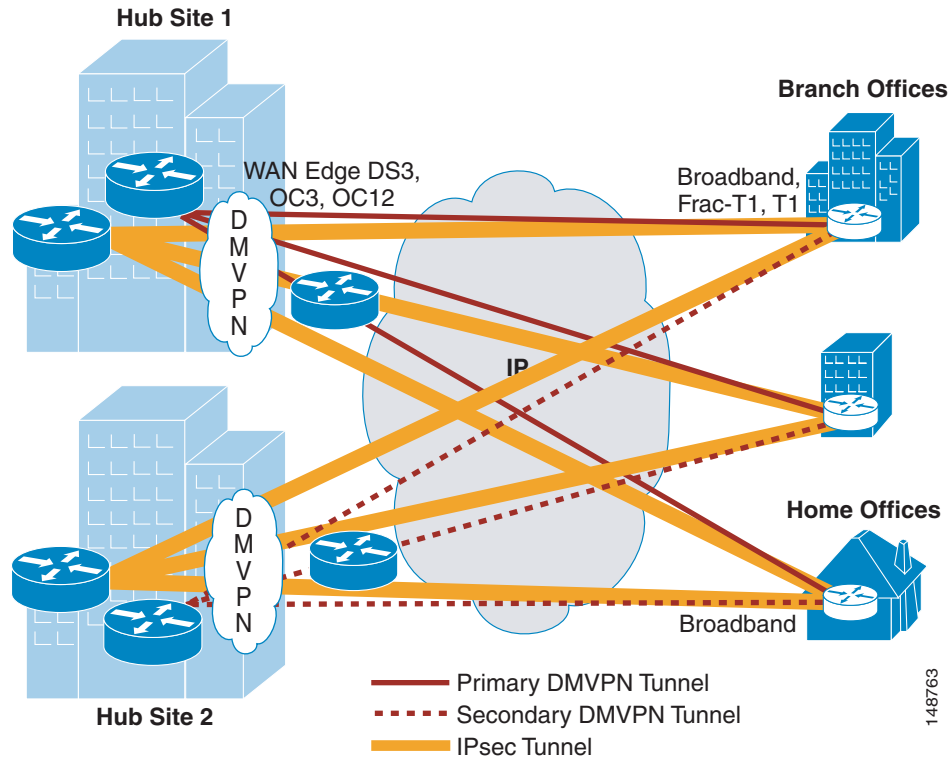 Hub Site 1
Branch Offices
WAN Edge DS3,
OC3, OC12
Broadband,
Frac-T1, T1
D
M
V
P
N
IP
Home Offices
D
M
V
P
N
Broadband
Hub Site 2
Primary DMVPN Tunnel
Secondary DMVPN Tunnel
IPsec Tunnel
148763